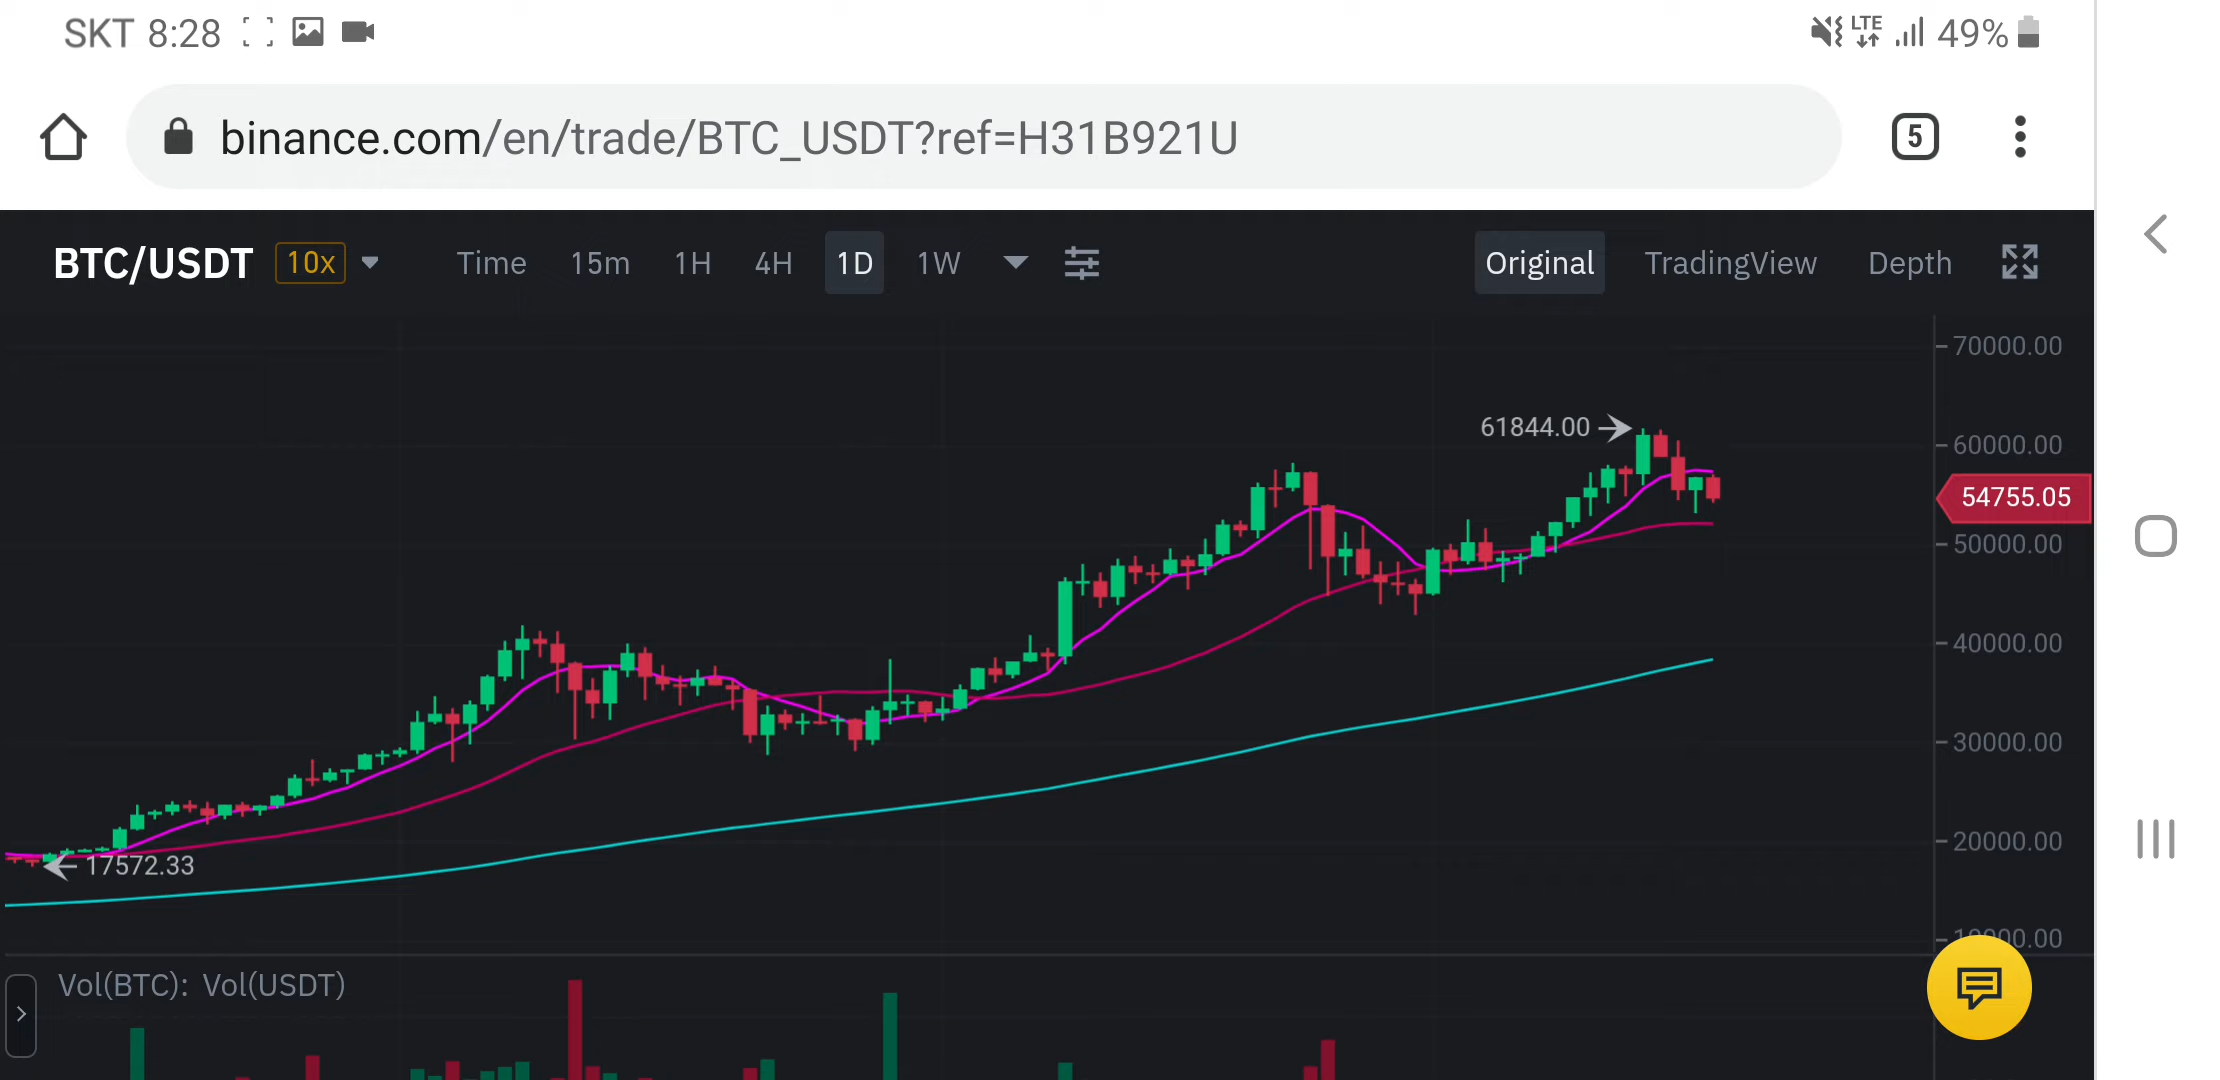 SKT 8:28 LTE 49%
binance.com/en/trade/BTC_USDT?ref=H31B921U 5
BTC/USDT 10x Time 15m 1H 4H 1D 1W Original TradingView Depth
70000.00
61844.00
60000.00
54755.05
50000.00
40000.00
30000.00
20000.00
17572.33
10000.00
Vol(BTC): Vol(USDT)